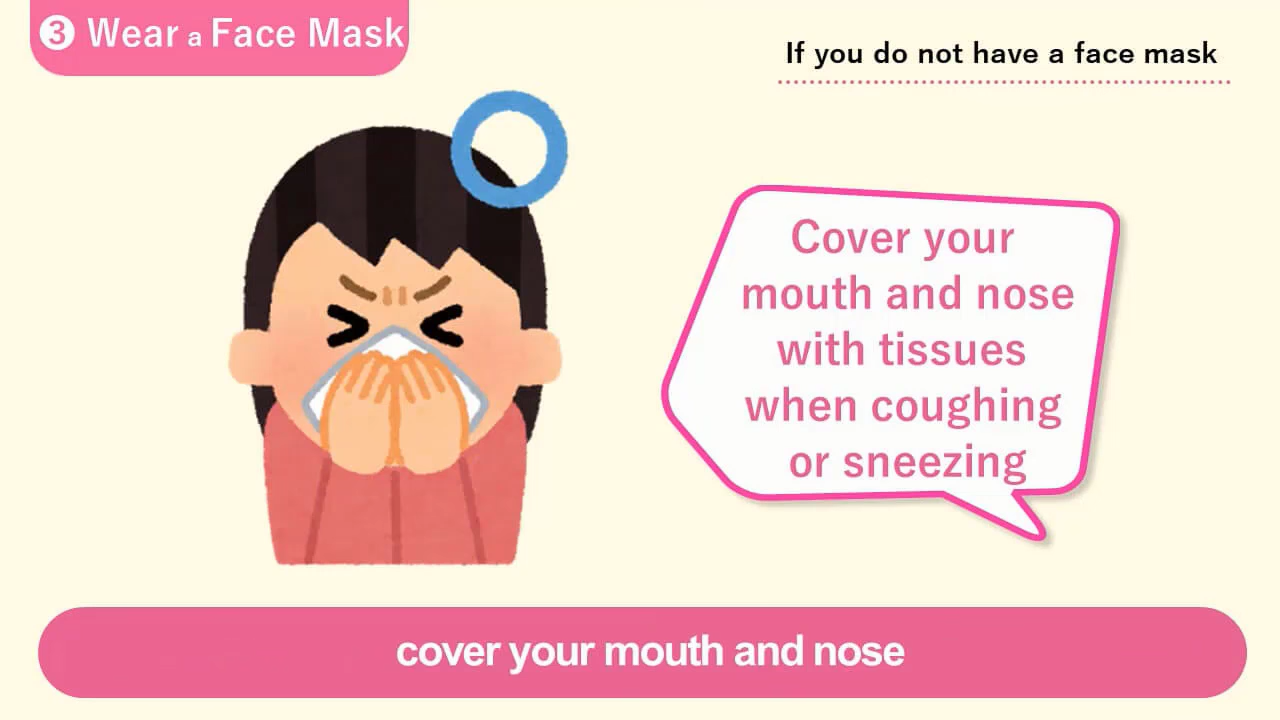 3 Wear a Face Mask
If you do not have a face mask
Cover your
mouth and nose
with tissues
when coughing
or sneezing
cover your mouth and nose